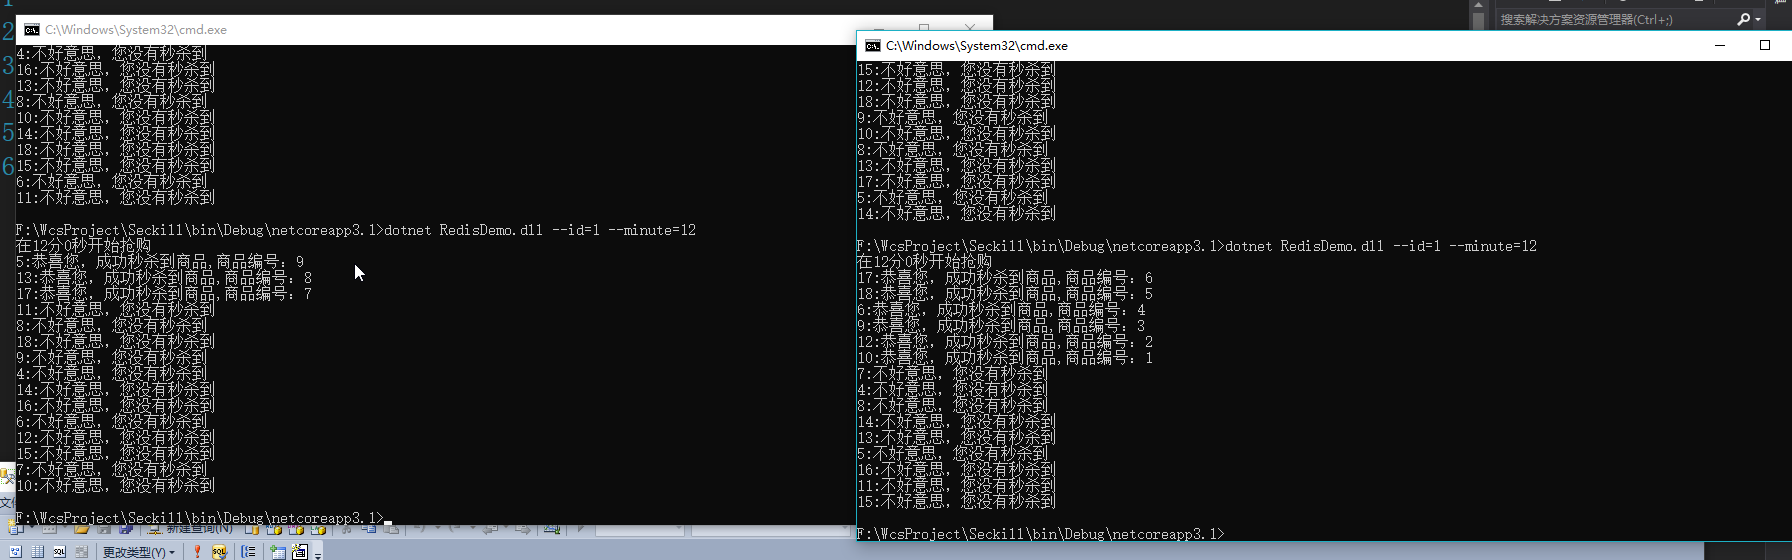 1
2
3
4
5
6
C:\Windows\System32\cmd.exe
4:不好意思，您没有秒杀到
16:不好意思，您没有秒杀到
13:不好意思，您没有秒杀到
8:不好意思，您没有秒杀到
10:不好意思，您没有秒杀到
14:不好意思，您没有秒杀到
18:不好意思，您没有秒杀到
15:不好意思，您没有秒杀到
6:不好意思，您没有秒杀到
11:不好意思，您没有秒杀到
F:\WcsProject\Seckill\bin\Debug\netcoreapp3.1>dotnet RedisDemo.dll --id=1 --minute=12
在12分0秒开始抢购
5:恭喜您，成功秒杀到商品,商品编号：9
13:恭喜您，成功秒杀到商品,商品编号：8
17:恭喜您，成功秒杀到商品,商品编号：7
11:不好意思，您没有秒杀到
8:不好意思，您没有秒杀到
18:不好意思，您没有秒杀到
9:不好意思，您没有秒杀到
4:不好意思，您没有秒杀到
14:不好意思，您没有秒杀到
16:不好意思，您没有秒杀到
6:不好意思，您没有秒杀到
12:不好意思，您没有秒杀到
15:不好意思，您没有秒杀到
7:不好意思，您没有秒杀到
10:不好意思，您没有秒杀到
F:\WcsProject\Seckill\bin\Debug\netcoreapp3.1>
搜索解决方案资源管理器(Ctrl+;)
C:\Windows\System32\cmd.exe
15:不好意思，您没有秒杀到
12:不好意思，您没有秒杀到
18:不好意思，您没有秒杀到
9:不好意思，您没有秒杀到
10:不好意思，您没有秒杀到
8:不好意思，您没有秒杀到
13:不好意思，您没有秒杀到
17:不好意思，您没有秒杀到
5:不好意思，您没有秒杀到
14:不好意思，您没有秒杀到
F:\WcsProject\Seckill\bin\Debug\netcoreapp3.1>dotnet RedisDemo.dll --id=1 --minute=12
在12分0秒开始抢购
17:恭喜您，成功秒杀到商品,商品编号：6
18:恭喜您，成功秒杀到商品,商品编号：5
6:恭喜您，成功秒杀到商品,商品编号：4
9:恭喜您，成功秒杀到商品,商品编号：3
12:恭喜您，成功秒杀到商品,商品编号：2
10:恭喜您，成功秒杀到商品,商品编号：1
7:不好意思，您没有秒杀到
4:不好意思，您没有秒杀到
8:不好意思，您没有秒杀到
14:不好意思，您没有秒杀到
13:不好意思，您没有秒杀到
5:不好意思，您没有秒杀到
16:不好意思，您没有秒杀到
11:不好意思，您没有秒杀到
15:不好意思，您没有秒杀到
F:\WcsProject\Seckill\bin\Debug\netcoreapp3.1>
新建查询(N)
SQL
更改类型(Y)